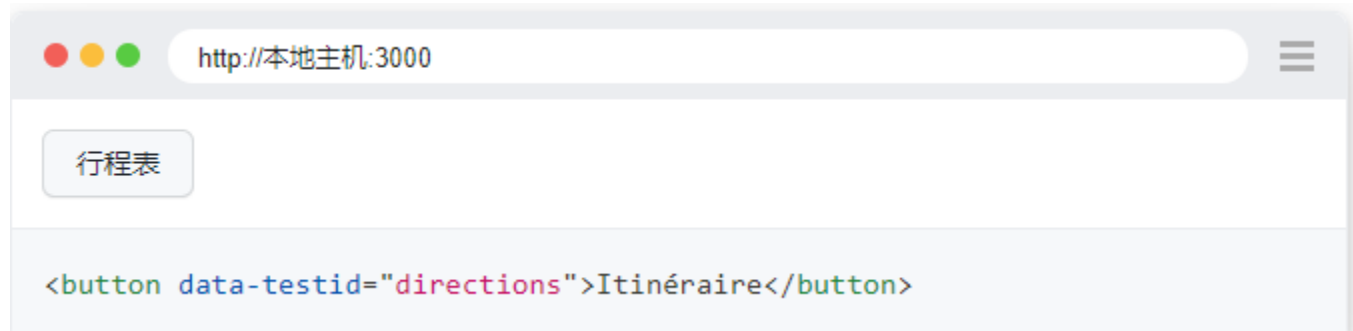 http://本地主机:3000
行程表
<button data-testid="directions">Itinéraire</button>